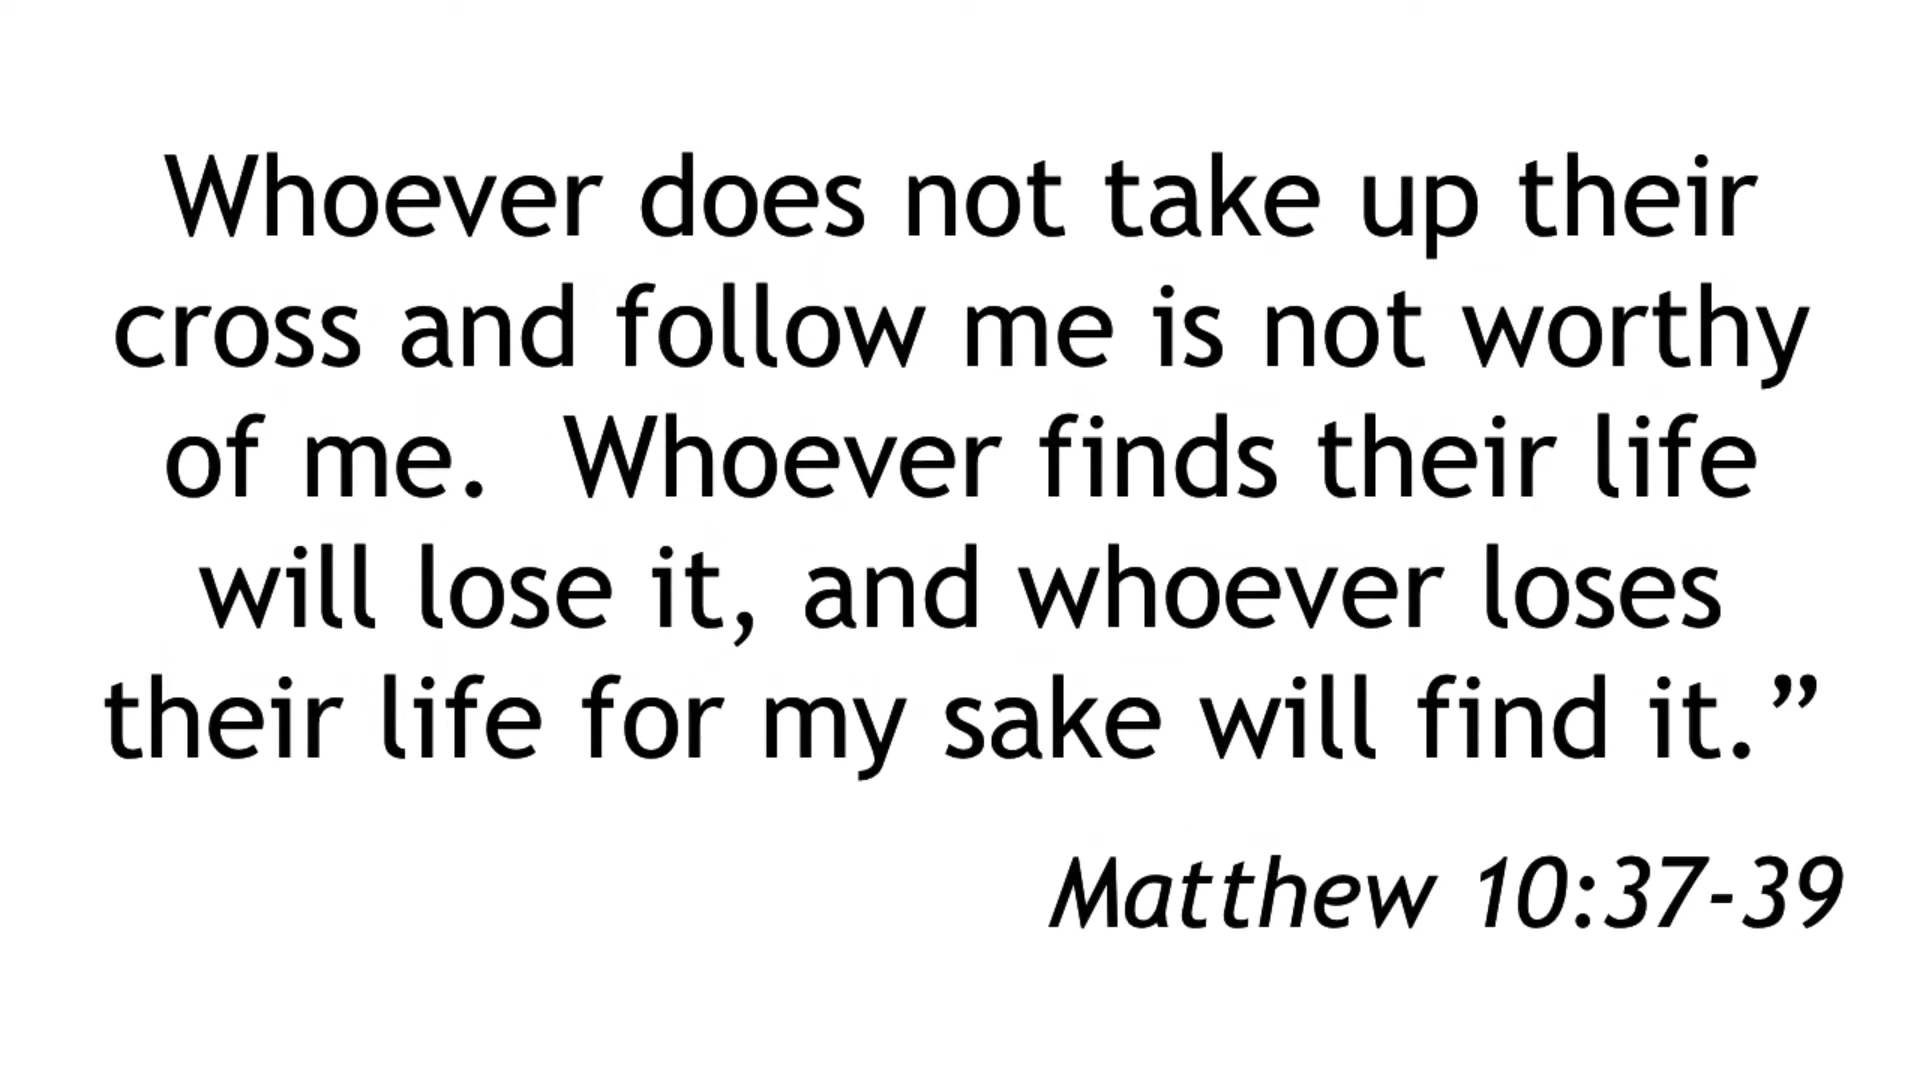 Whoever does not take up their
cross and follow me is not worthy
of me.  Whoever finds their life
will lose it, and whoever loses
their life for my sake will find it.”
Matthew 10:37-39